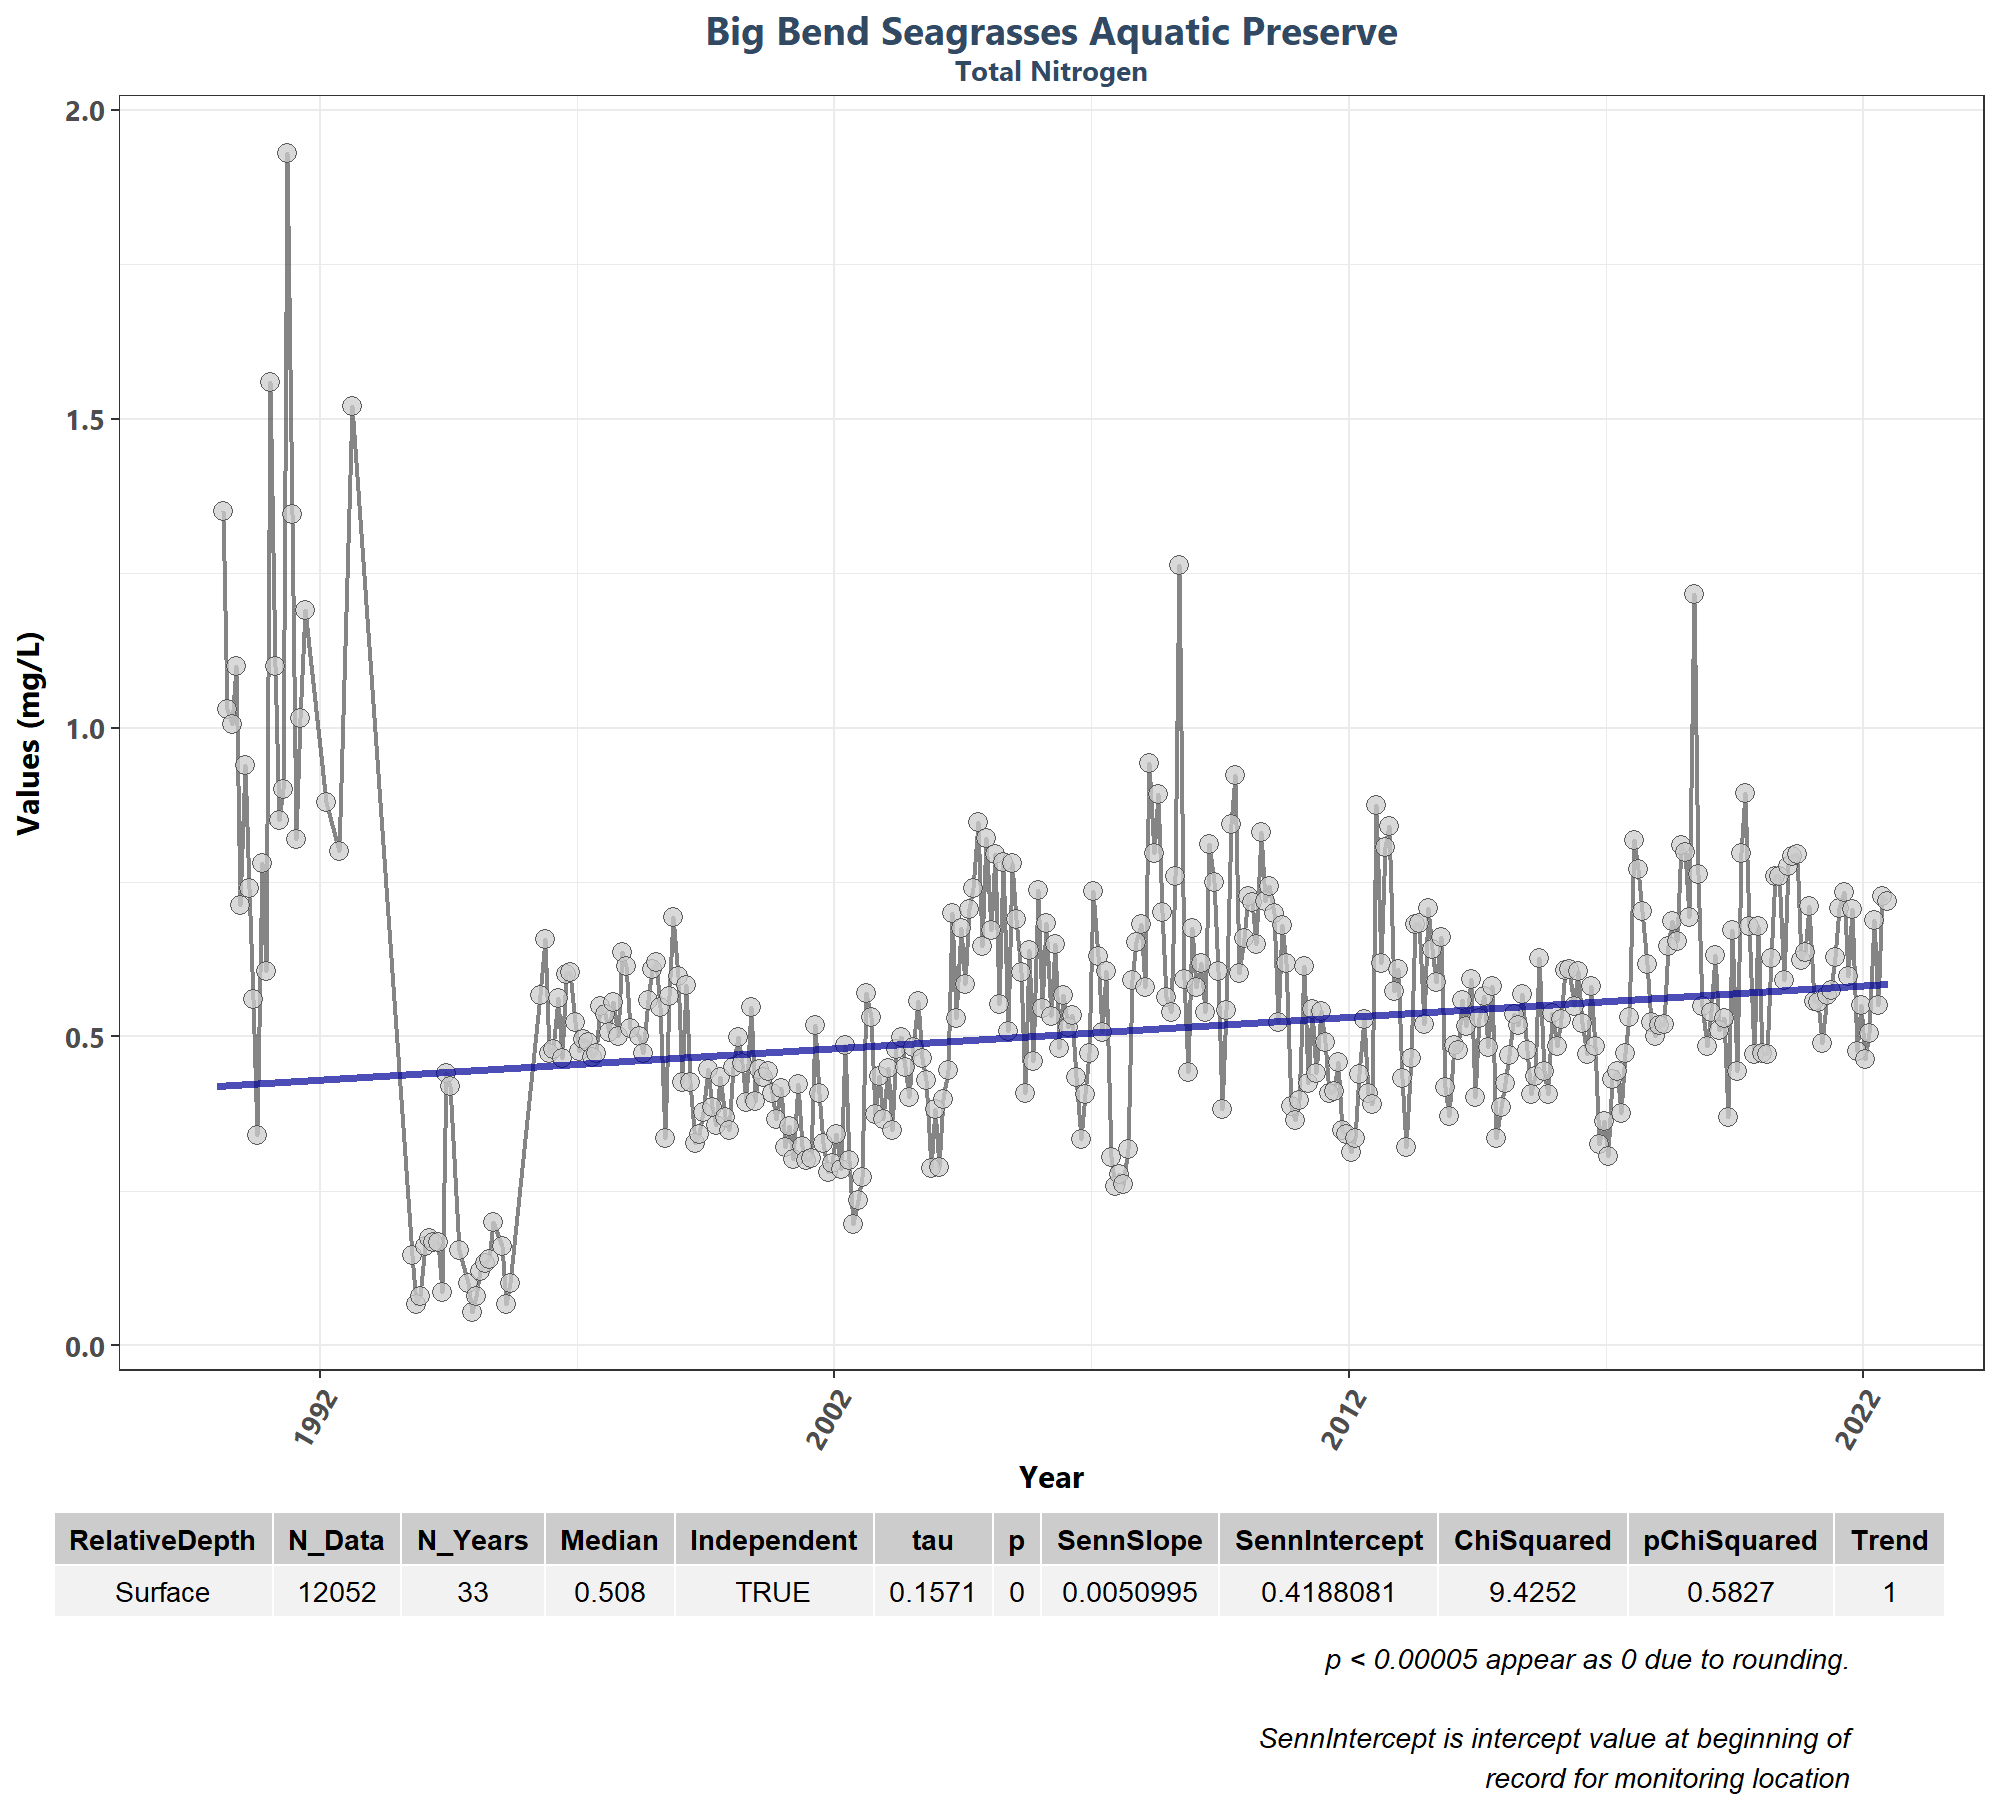 Big Bend Seagrasses Aquatic Preserve
Total Nitrogen
2.0
1.5
1.0
0.5
0.0
Values (mg/L)
1992 2002 2012 2022
Year
RelativeDepth N_Data N_Years Median Independent tau p SennSlope SennIntercept ChiSquared pChiSquared Trend
Surface 12052 33 0.508 TRUE 0.1571 0 0.0050995 0.4188081 9.4252 0.5827 1
p < 0.00005 appear as 0 due to rounding.
SennIntercept is intercept value at beginning of
record for monitoring location